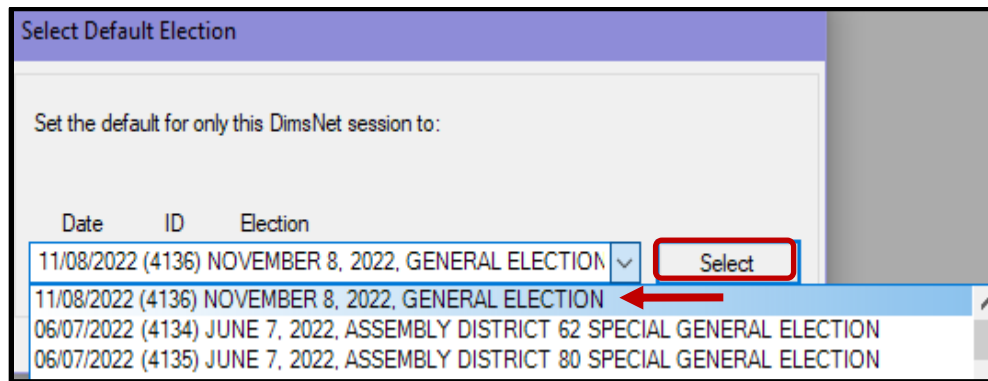 Select Default Election
Set the default for only this DimsNet session to:
Date ID Election
11/08/2022 (4136) NOVEMBER 8, 2022, GENERAL ELECTION Select
11/08/2022 (4136) NOVEMBER 8, 2022, GENERAL ELECTION
06/07/2022 (4134) JUNE 7, 2022, ASSEMBLY DISTRICT 62 SPECIAL GENERAL ELECTION
06/07/2022 (4135) JUNE 7, 2022, ASSEMBLY DISTRICT 80 SPECIAL GENERAL ELECTION